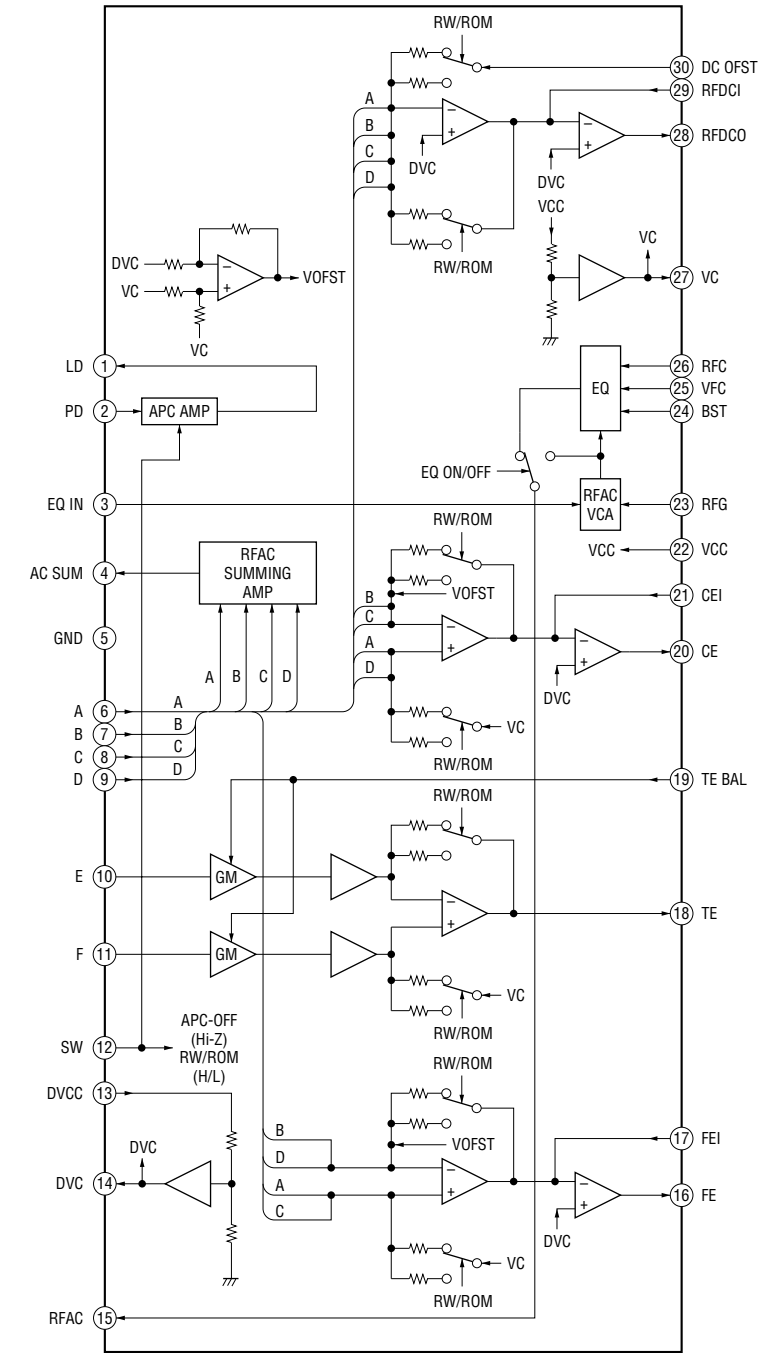 RW/ROM
30 DC OFST
29 RFDCI
A
B
28 RFDCO
C
D
DVC
DVC
VCC
RW/ROM
VC
DVC
VOFST
VC
27 VC
VC
LD 1
26 RFC
EQ
25 VFC
PD 2
APC AMP
24 BST
EQ ON/OFF
EQ IN 3
RFAC
VCA
23 RFG
RW/ROM
VCC
22 VCC
AC SUM 4
RFAC
SUMMING
AMP
VOFST
21 CEI
B
C
GND 5
A
20 CE
D
A B C D
DVC
A 6 A
B 7 B
VC
C 8 C
D 9 D
RW/ROM
19 TE BAL
RW/ROM
E 10
GM
18 TE
F 11
GM
VC
APC-OFF
(Hi-Z)
RW/ROM
(H/L)
SW 12
RW/ROM
RW/ROM
DVCC 13
B
VOFST
17 FEI
D
DVC
DVC 14
A
16 FE
C
DVC
VC
RW/ROM
RFAC 15